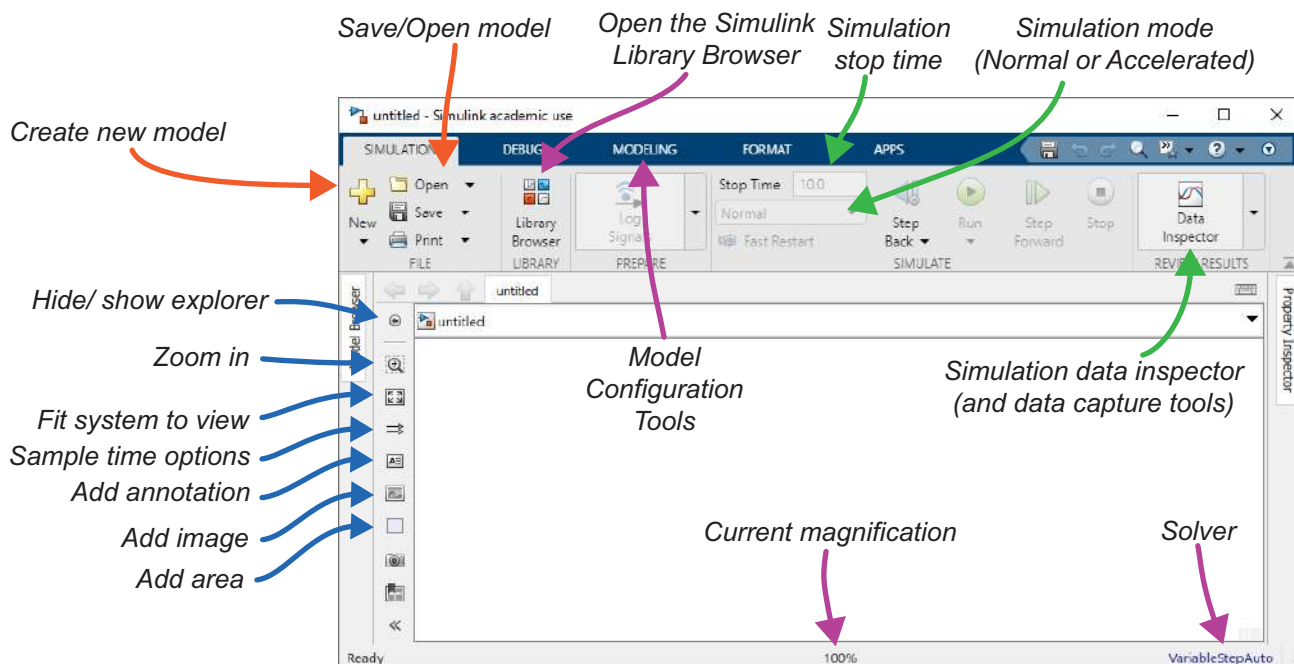 Save/Open model
Open the Simulink
Library Browser
Simulation
stop time
Simulation mode
(Normal or Accelerated)
Create new model
untitled - Simulink academic use
SIMULATION DEBUG MODELING FORMAT APPS
New
Open
Save
Print
FILE
Library
Browser
LIBRARY
Log
Signals
PREPARE
Stop Time 10.0
Normal
Fast Restart
Step
Back
Run
Step
Forward
Stop
SIMULATE
Data
Inspector
REVIEW RESULTS
Hide/ show explorer
Zoom in
Fit system to view
Sample time options
Add annotation
Add image
Add area
Model Browser
untitled
untitled
Property Inspector
Model
Configuration
Tools
Simulation data inspector
(and data capture tools)
Current magnification
Solver
Ready 100% VariableStepAuto